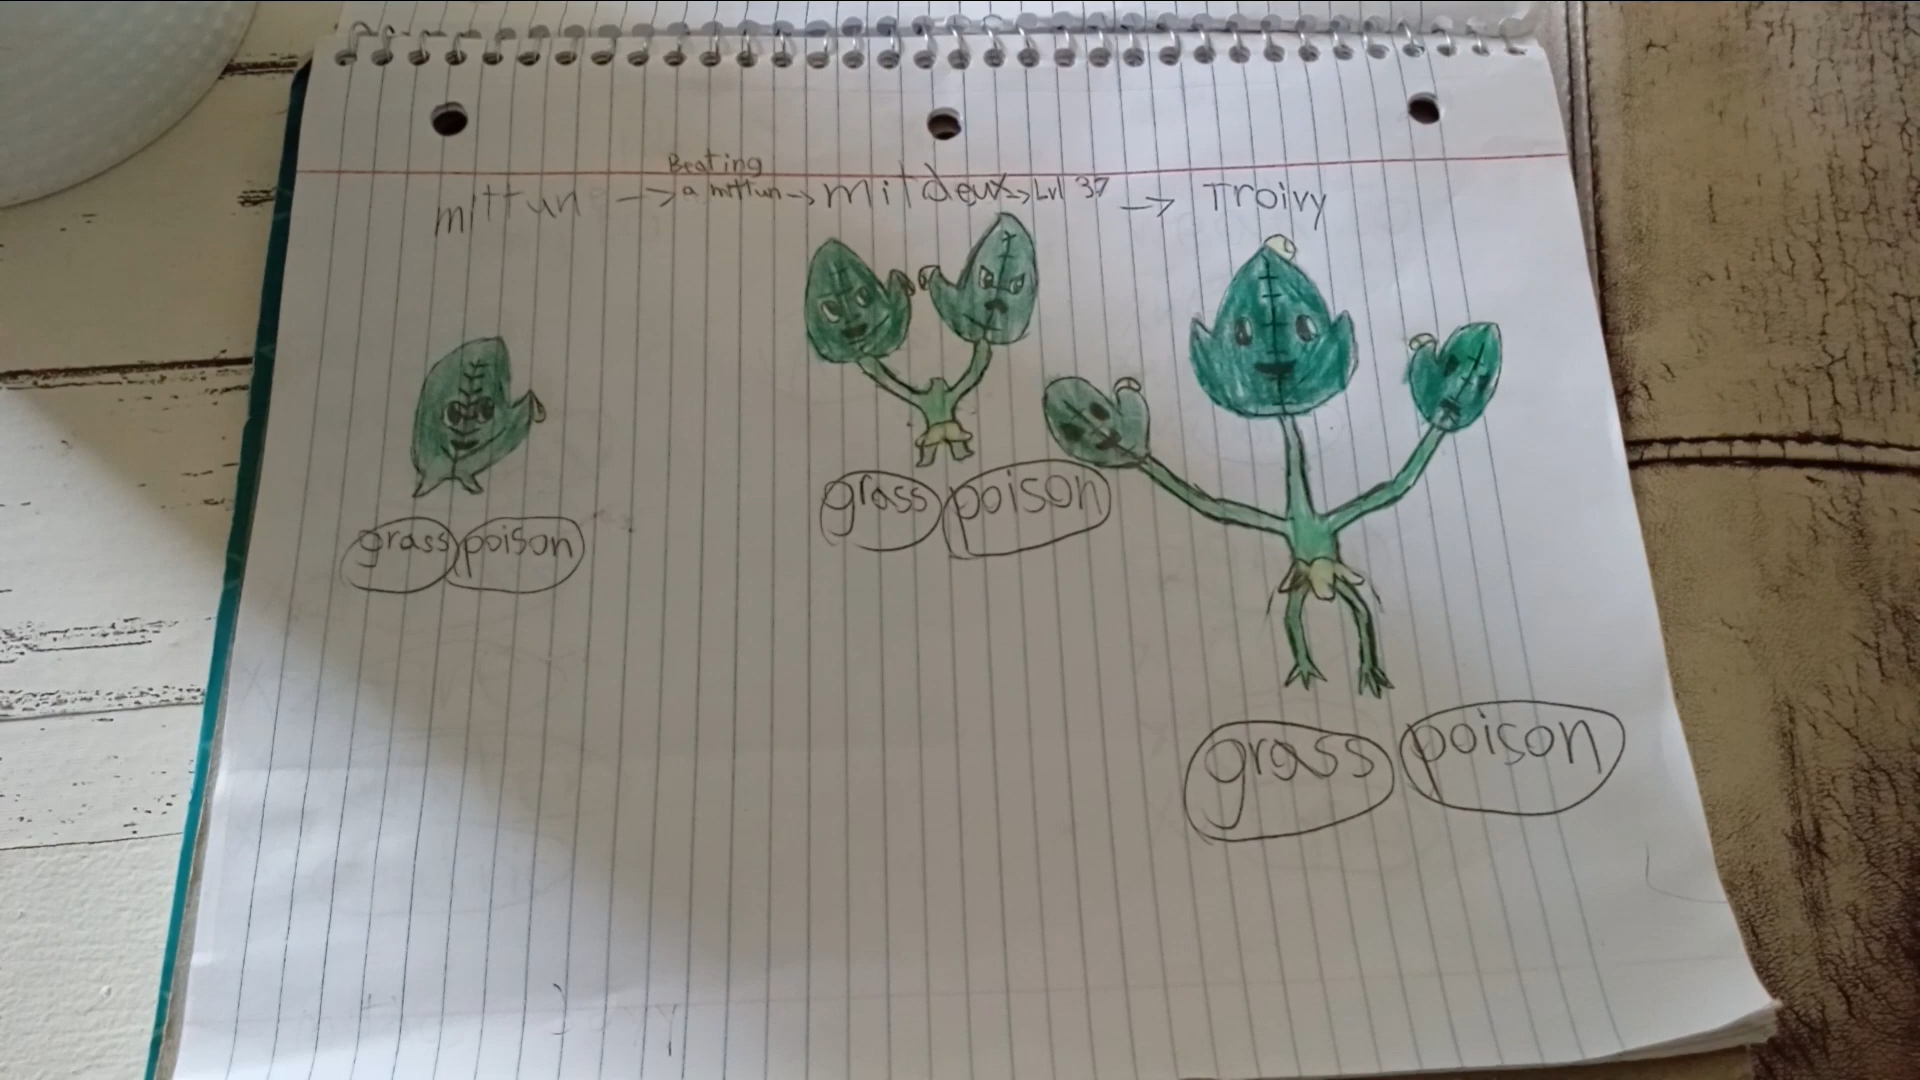 Beating
mittun → a mittun → mitdeux → Lvl 37 → Troivy
grass poison
grass poison
grass poison